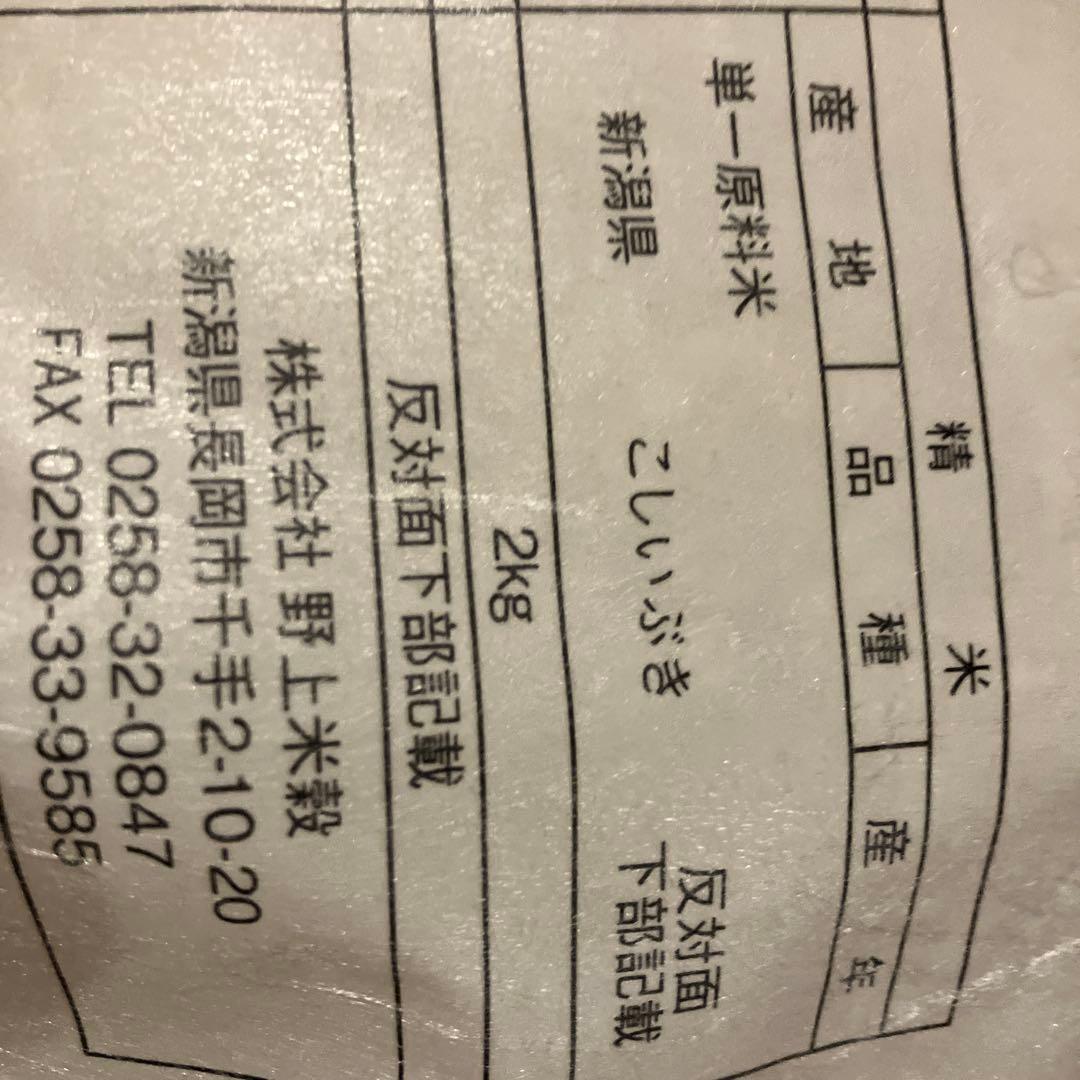 精米
産地 品種 産年
単一原料米
新潟県 こしいぶき 反対面
下部記載
2kg
反対面下部記載
株式会社 野上米穀
新潟県長岡市千手2-10-20
TEL 0258-32-0847
FAX 0258-33-9585